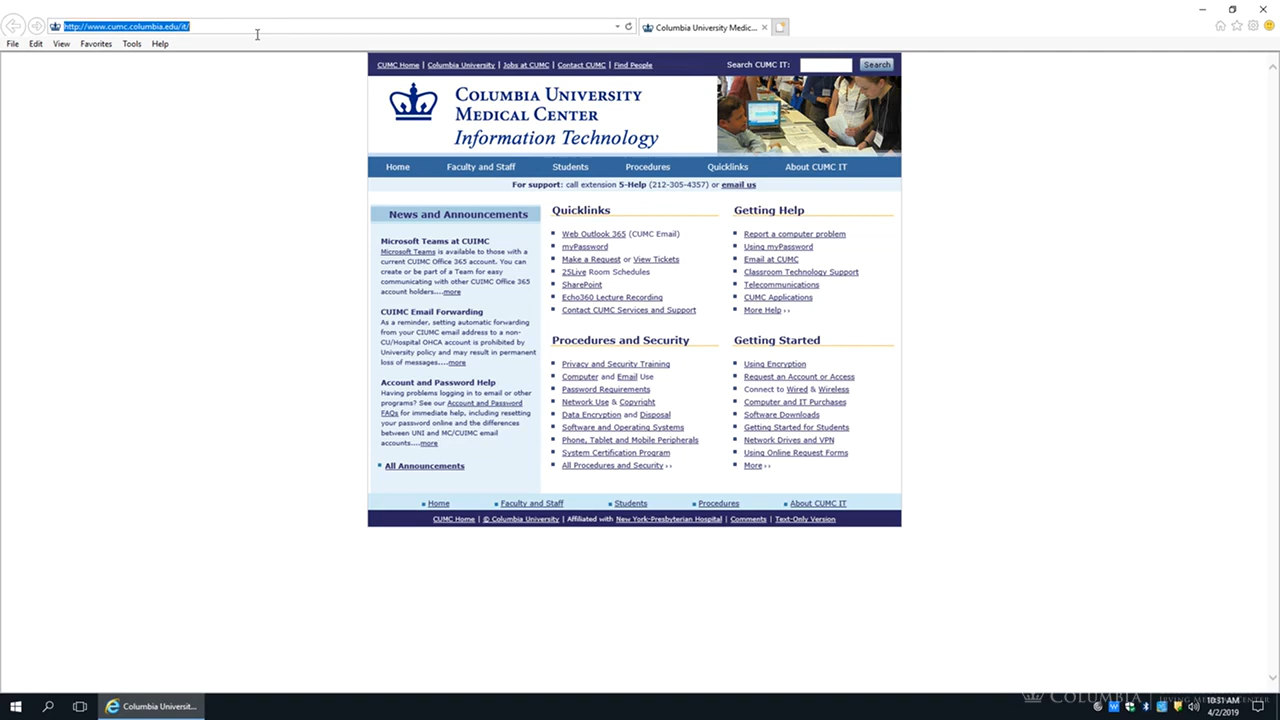 http://www.cumc.columbia.edu/it/
Columbia University Medic...
File Edit View Favorites Tools Help
CUMC Home | Columbia University | Jobs at CUMC | Contact CUMC | Find People
Search CUMC IT: Search
COLUMBIA UNIVERSITY
MEDICAL CENTER
Information Technology
Home Faculty and Staff Students Procedures Quicklinks About CUMC IT
For support: call extension 5-Help (212-305-4357) or email us
News and Announcements
Microsoft Teams at CUIMC
Microsoft Teams is available to those with a
current CUIMC Office 365 account. You can
create or be part of a Team for easy
communicating with other CUIMC Office 365
account holders....more
CUIMC Email Forwarding
As a reminder, setting automatic forwarding
from your CIUMC email address to a non-
CU/Hospital OHCA account is prohibited by
University policy and may result in permanent
loss of messages....more
Account and Password Help
Having problems logging in to email or other
programs? See our Account and Password
FAQs for immediate help, including resetting
your password online and the differences
between UNI and MC/CUIMC email
accounts....more
All Announcements
Quicklinks
Web Outlook 365 (CUMC Email)
myPassword
Make a Request or View Tickets
25Live Room Schedules
SharePoint
Echo360 Lecture Recording
Contact CUMC Services and Support
Getting Help
Report a computer problem
Using myPassword
Email at CUMC
Classroom Technology Support
Telecommunications
CUMC Applications
More Help ››
Procedures and Security
Privacy and Security Training
Computer and Email Use
Password Requirements
Network Use & Copyright
Data Encryption and Disposal
Software and Operating Systems
Phone, Tablet and Mobile Peripherals
System Certification Program
All Procedures and Security ››
Getting Started
Using Encryption
Request an Account or Access
Connect to Wired & Wireless
Computer and IT Purchases
Software Downloads
Getting Started for Students
Network Drives and VPN
Using Online Request Forms
More ››
Home Faculty and Staff Students Procedures About CUMC IT
CUMC Home | © Columbia University | Affiliated with New York-Presbyterian Hospital | Comments | Text-Only Version
Columbia Universit...
COLUMBIA IRVING MEDICAL CENTER
10:31 AM
4/2/2019